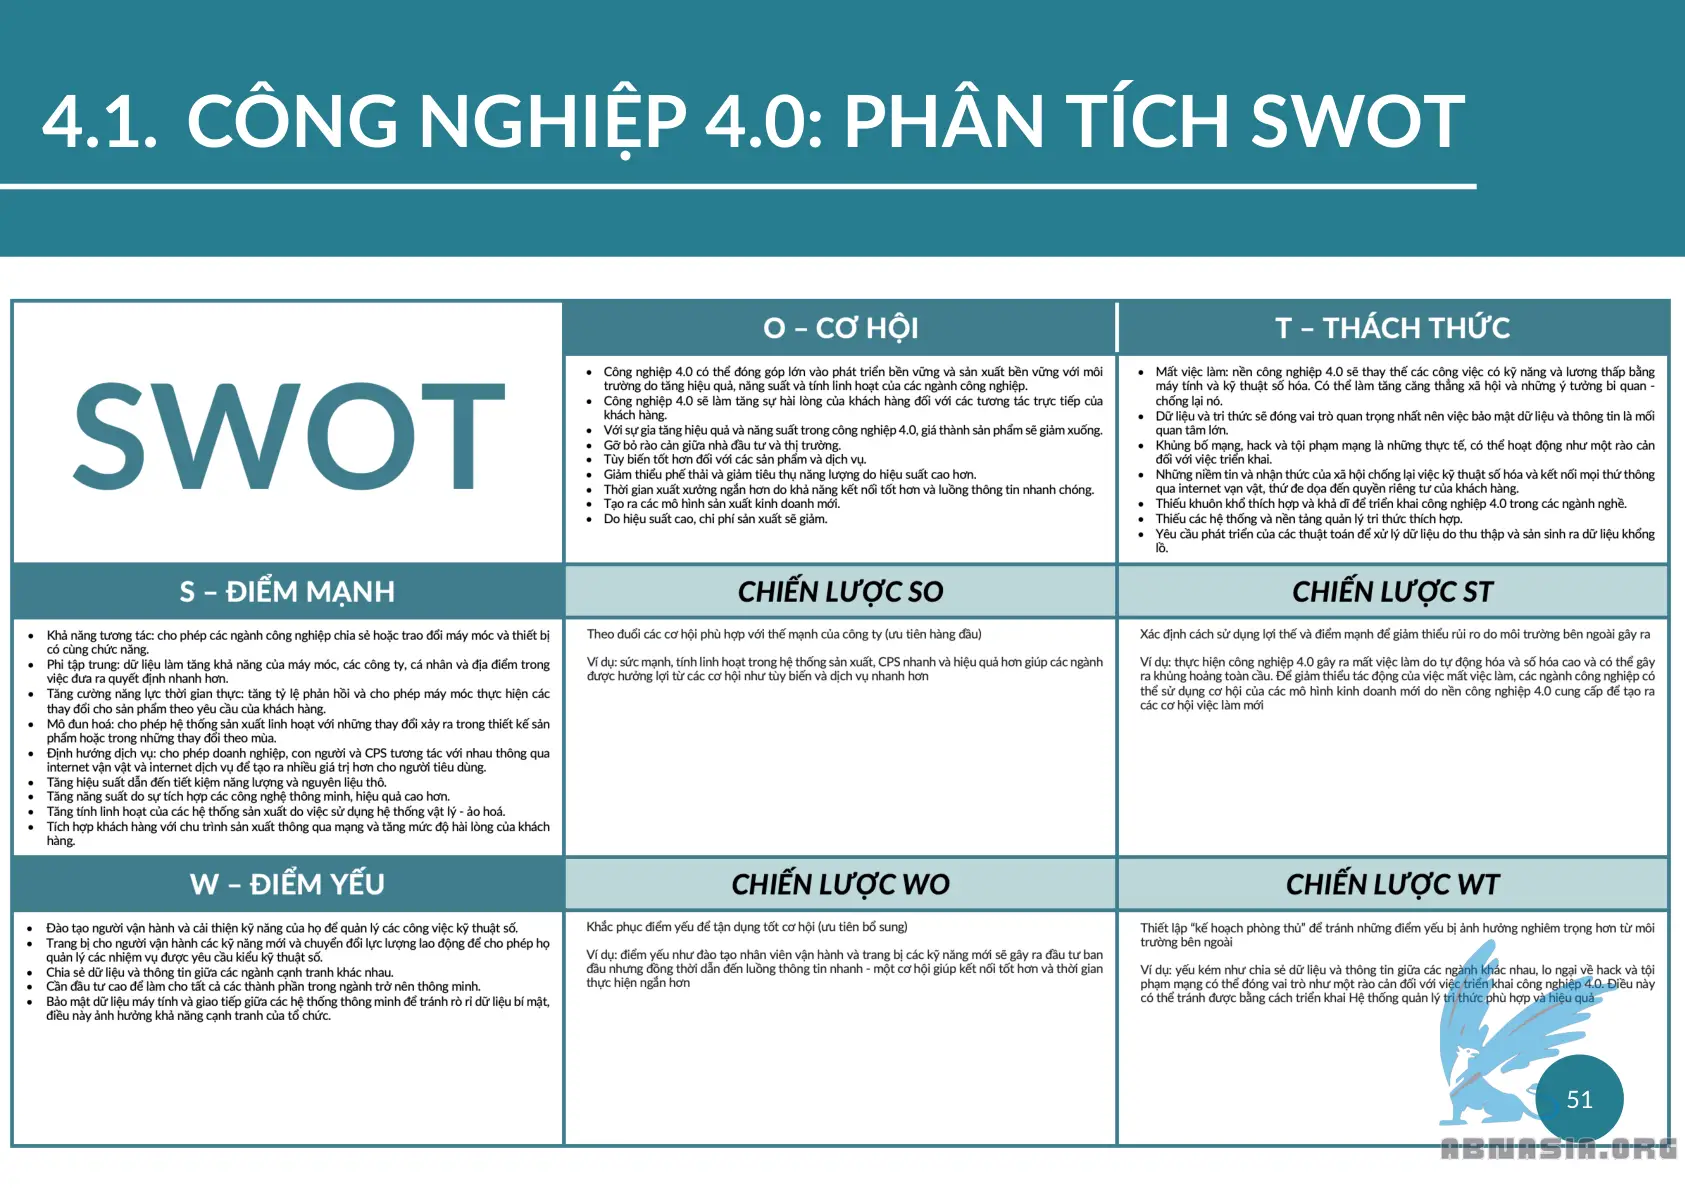 4.1. CÔNG NGHIỆP 4.0: PHÂN TÍCH SWOT
SWOT
O – CƠ HỘI
• Công nghiệp 4.0 có thể đóng góp lớn vào phát triển bền vững và sản xuất bền vững với môi
trường do tăng hiệu quả, năng suất và tính linh hoạt của các ngành công nghiệp.
• Công nghiệp 4.0 sẽ làm tăng sự hài lòng của khách hàng đối với các tương tác trực tiếp của
khách hàng.
• Với sự gia tăng hiệu quả và năng suất trong công nghiệp 4.0, giá thành sản phẩm sẽ giảm xuống.
• Gỡ bỏ rào cản giữa nhà đầu tư và thị trường.
• Tùy biến tốt hơn đối với các sản phẩm và dịch vụ.
• Giảm thiểu phế thải và giảm tiêu thụ năng lượng do hiệu suất cao hơn.
• Thời gian xuất xưởng ngắn hơn do khả năng kết nối tốt hơn và luồng thông tin nhanh chóng.
• Tạo ra các mô hình sản xuất kinh doanh mới.
• Do hiệu suất cao, chi phí sản xuất sẽ giảm.
T – THÁCH THỨC
• Mất việc làm: nền công nghiệp 4.0 sẽ thay thế các công việc có kỹ năng và lương thấp bằng
máy tính và kỹ thuật số hóa. Có thể làm tăng căng thẳng xã hội và những ý tưởng bi quan -
chống lại nó.
• Dữ liệu và tri thức sẽ đóng vai trò quan trọng nhất nên việc bảo mật dữ liệu và thông tin là mối
quan tâm lớn.
• Khủng bố mạng, hack và tội phạm mạng là những thực tế, có thể hoạt động như một rào cản
đối với việc triển khai.
• Những niềm tin và nhận thức của xã hội chống lại việc kỹ thuật số hóa và kết nối mọi thứ thông
qua internet vạn vật, thứ đe dọa đến quyền riêng tư của khách hàng.
• Thiếu khuôn khổ thích hợp và khả dĩ để triển khai công nghiệp 4.0 trong các ngành nghề.
• Thiếu các hệ thống và nền tảng quản lý tri thức thích hợp.
• Yêu cầu phát triển của các thuật toán để xử lý dữ liệu do thu thập và sản sinh ra dữ liệu khổng
lồ.
S – ĐIỂM MẠNH
• Khả năng tương tác: cho phép các ngành công nghiệp chia sẻ hoặc trao đổi máy móc và thiết bị
có cùng chức năng.
• Phi tập trung: dữ liệu làm tăng khả năng của máy móc, các công ty, cá nhân và địa điểm trong
việc đưa ra quyết định nhanh hơn.
• Tăng cường năng lực thời gian thực: tăng tỷ lệ phản hồi và cho phép máy móc thực hiện các
thay đổi cho sản phẩm theo yêu cầu của khách hàng.
• Mô đun hoá: cho phép hệ thống sản xuất linh hoạt với những thay đổi xảy ra trong thiết kế sản
phẩm hoặc trong những thay đổi theo mùa.
• Định hướng dịch vụ: cho phép doanh nghiệp, con người và CPS tương tác với nhau thông qua
internet vận vật và internet dịch vụ để tạo ra nhiều giá trị hơn cho người tiêu dùng.
• Tăng hiệu suất dẫn đến tiết kiệm năng lượng và nguyên liệu thô.
• Tăng năng suất do sự tích hợp các công nghệ thông minh, hiệu quả cao hơn.
• Tăng tính linh hoạt của các hệ thống sản xuất do việc sử dụng hệ thống vật lý - ảo hoá.
• Tích hợp khách hàng với chu trình sản xuất thông qua mạng và tăng mức độ hài lòng của khách
hàng.
CHIẾN LƯỢC SO
Theo đuổi các cơ hội phù hợp với thế mạnh của công ty (ưu tiên hàng đầu)
Ví dụ: sức mạnh, tính linh hoạt trong hệ thống sản xuất, CPS nhanh và hiệu quả hơn giúp các ngành
được hưởng lợi từ các cơ hội như tùy biến và dịch vụ nhanh hơn
CHIẾN LƯỢC ST
Xác định cách sử dụng lợi thế và điểm mạnh để giảm thiểu rủi ro do môi trường bên ngoài gây ra
Ví dụ: thực hiện công nghiệp 4.0 gây ra mất việc làm do tự động hóa và số hóa cao và có thể gây
ra khủng hoảng toàn cầu. Để giảm thiểu tác động của việc mất việc làm, các ngành công nghiệp có
thể sử dụng cơ hội của các mô hình kinh doanh mới do nền công nghiệp 4.0 cung cấp để tạo ra
các cơ hội việc làm mới
W – ĐIỂM YẾU
• Đào tạo người vận hành và cải thiện kỹ năng của họ để quản lý các công việc kỹ thuật số.
• Trang bị cho người vận hành các kỹ năng mới và chuyển đổi lực lượng lao động để cho phép họ
quản lý các nhiệm vụ được yêu cầu kiểu kỹ thuật số.
• Chia sẻ dữ liệu và thông tin giữa các ngành cạnh tranh khác nhau.
• Cần đầu tư cao để làm cho tất cả các thành phần trong ngành trở nên thông minh.
• Bảo mật dữ liệu máy tính và giao tiếp giữa các hệ thống thông minh để tránh rò rỉ dữ liệu bí mật,
điều này ảnh hưởng khả năng cạnh tranh của tổ chức.
CHIẾN LƯỢC WO
Khắc phục điểm yếu để tận dụng tốt cơ hội (ưu tiên bổ sung)
Ví dụ: điểm yếu như đào tạo nhân viên vận hành và trang bị các kỹ năng mới sẽ gây ra đầu tư ban
đầu nhưng đồng thời dẫn đến luồng thông tin nhanh - một cơ hội giúp kết nối tốt hơn và thời gian
thực hiện ngắn hơn
CHIẾN LƯỢC WT
Thiết lập “kế hoạch phòng thủ” để tránh những điểm yếu bị ảnh hưởng nghiêm trọng hơn từ môi
trường bên ngoài
Ví dụ: yếu kém như chia sẻ dữ liệu và thông tin giữa các ngành khác nhau, lo ngại về hack và tội
phạm mạng có thể đóng vai trò như một rào cản đối với việc triển khai công nghiệp 4.0. Điều này
có thể tránh được bằng cách triển khai Hệ thống quản lý tri thức phù hợp và hiệu quả
51
ABNASIA.ORG